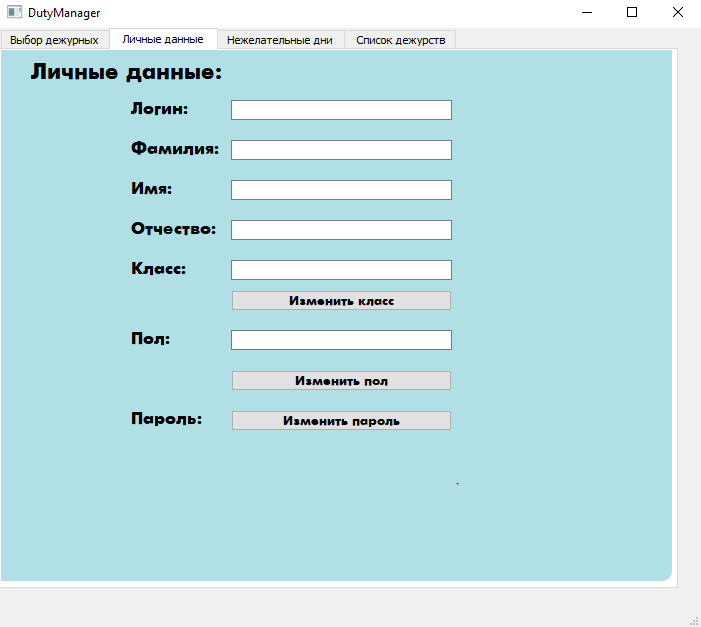 DutyManager
Выбор дежурных Личные данные Нежелательные дни Список дежурств
Личные данные:
Логин:
Фамилия:
Имя:
Отчество:
Класс:
Изменить класс
Пол:
Изменить пол
Пароль: Изменить пароль